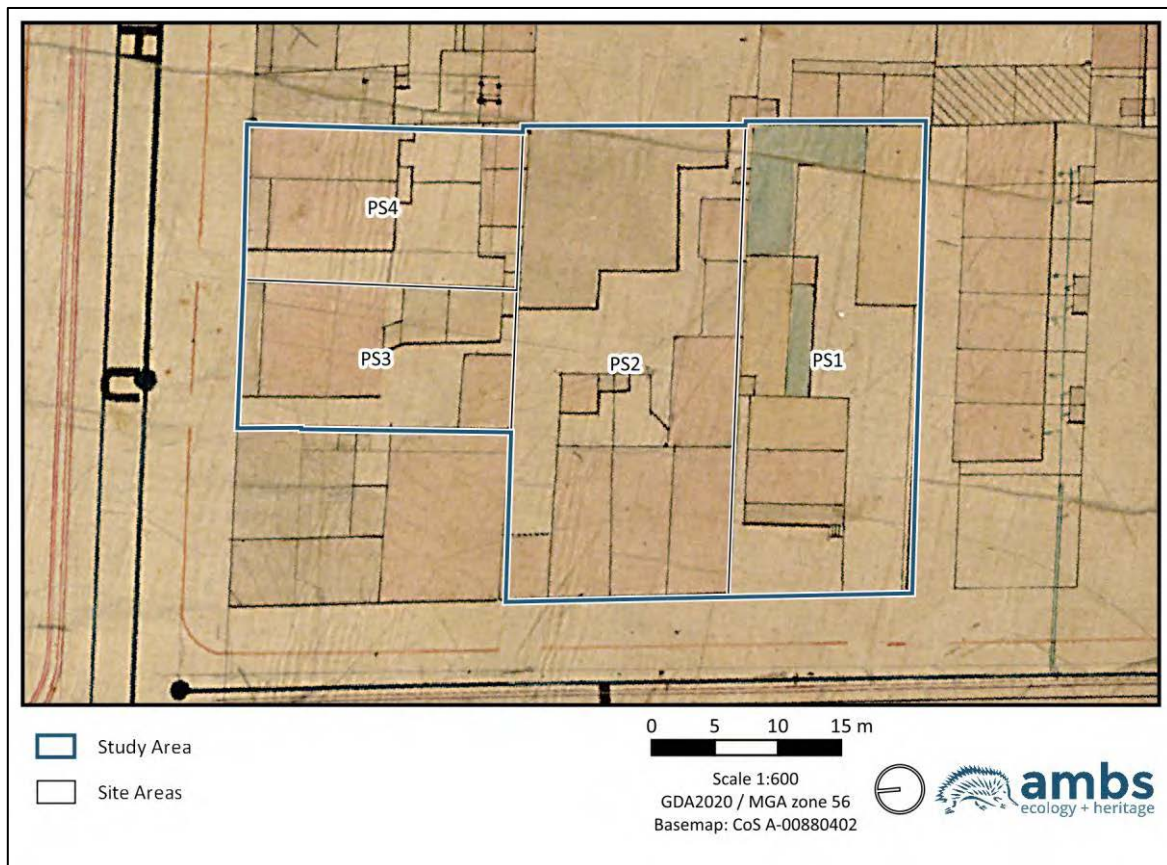 H
PS4
PS3
PS2
PS1
Study Area
Site Areas
0 5 10 15 m
Scale 1:600
GDA2020 / MGA zone 56
Basemap: CoS A-00880402
ambs
ecology + heritage